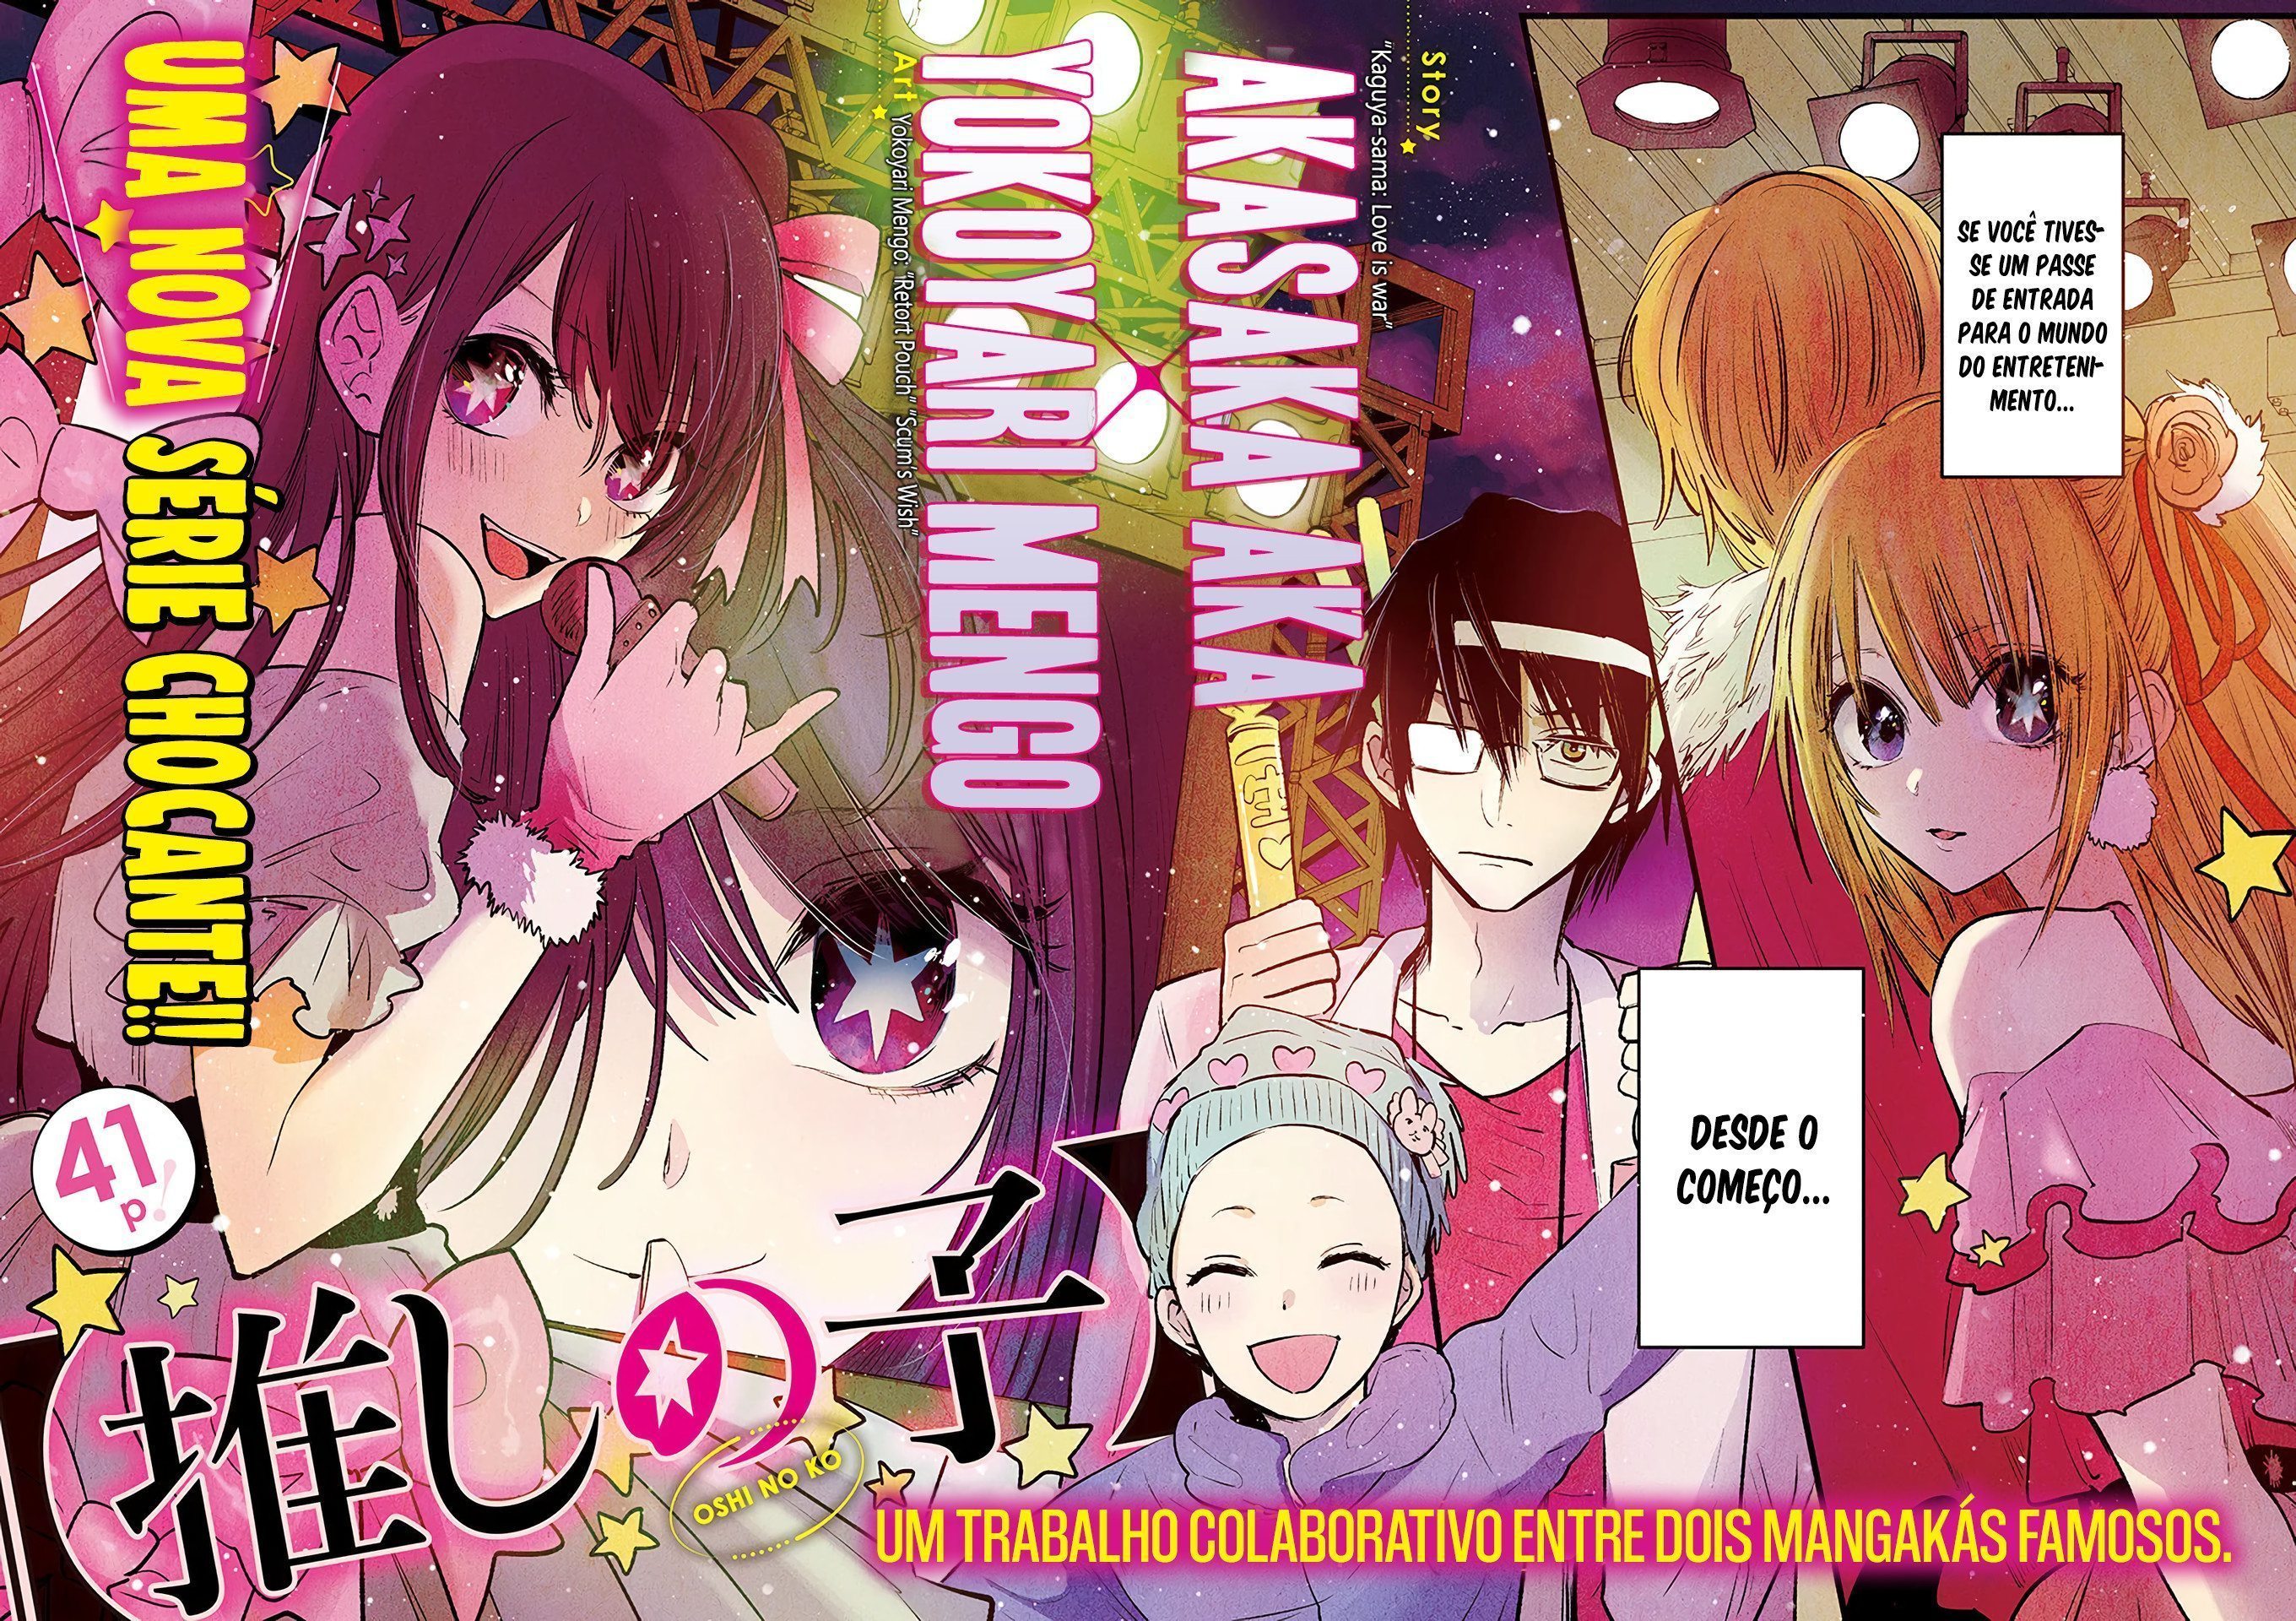 SE VOCÊ TIVES-
SE UM PASSE
DE ENTRADA
PARA O MUNDO
DO ENTRETENI-
MENTO...
DESDE O
COMEÇO...
Story
"Kaguya-sama: Love is war"
AKASAKA AKA
YOKOYARI MENGO
Art Yokoyari Mengo: "Retort Pouch" "Scum's Wish"
UMA NOVA SÉRIE CHOCANTE!!
41
p!
推しの子
OSHI NO KO
UM TRABALHO COLABORATIVO ENTRE DOIS MANGAKÁS FAMOSOS.